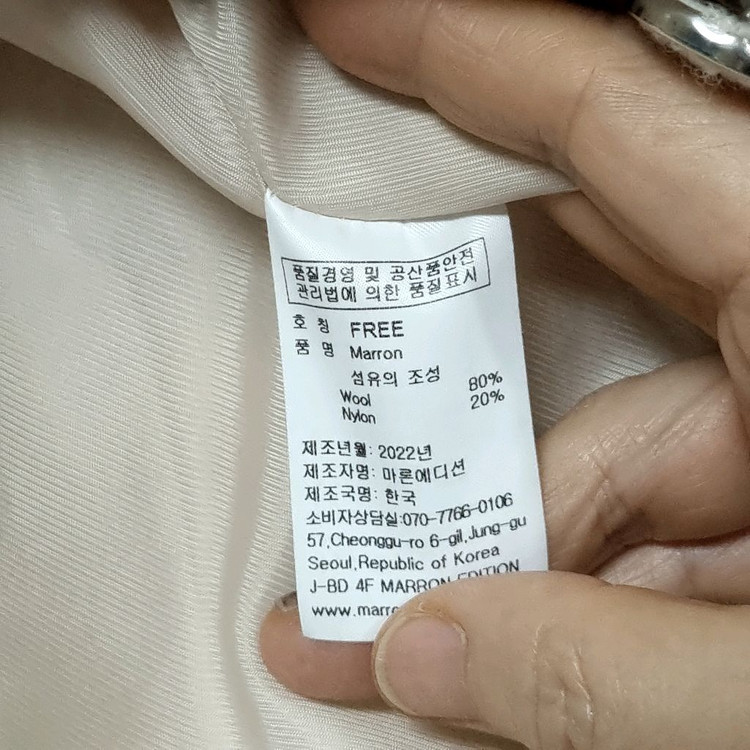 품질경영 및 공산품안전
관리법에 의한 품질표시
호 칭 FREE
품 명 Marron
섬유의 조성
Wool 80%
Nylon 20%
제조년월: 2022년
제조자명: 마론에디션
제조국명: 한국
소비자상담실:070-7766-0106
57,Cheonggu-ro 6-gil,Jung-gu
Seoul,Republic of Korea
J-BD 4F MARRON EDITION
www.marro